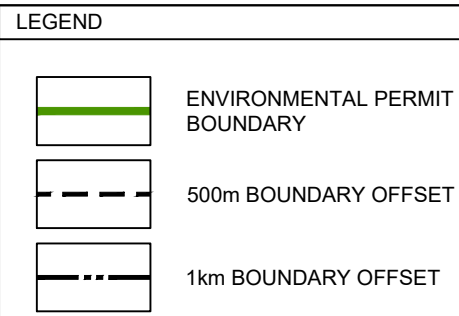 LEGEND
ENVIRONMENTAL PERMIT
BOUNDARY
500m BOUNDARY OFFSET
1km BOUNDARY OFFSET